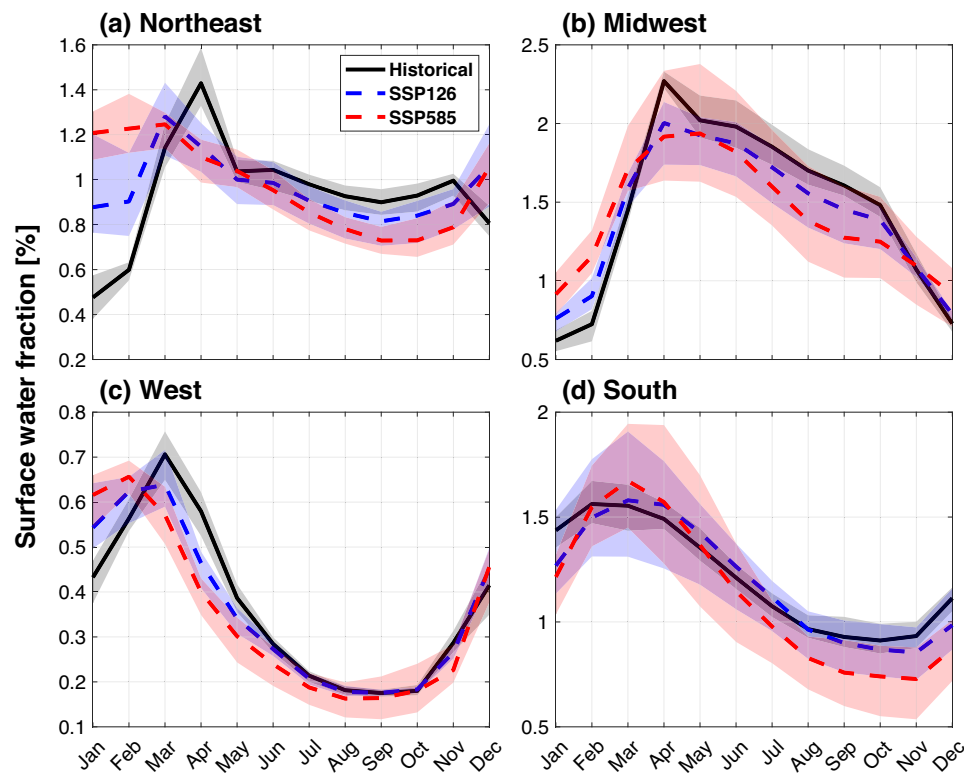 (a) Northeast
(b) Midwest
1.6
1.4
1.2
1
0.8
0.6
0.4
0.2
Historical
SSP126
SSP585
2.5
2
1.5
1
0.5
Surface water fraction [%]
(c) West
(d) South
0.8
0.7
0.6
0.5
0.4
0.3
0.2
0.1
2
1.5
1
0.5
Jan Feb Mar Apr May Jun Jul Aug Sep Oct Nov Dec
Jan Feb Mar Apr May Jun Jul Aug Sep Oct Nov Dec